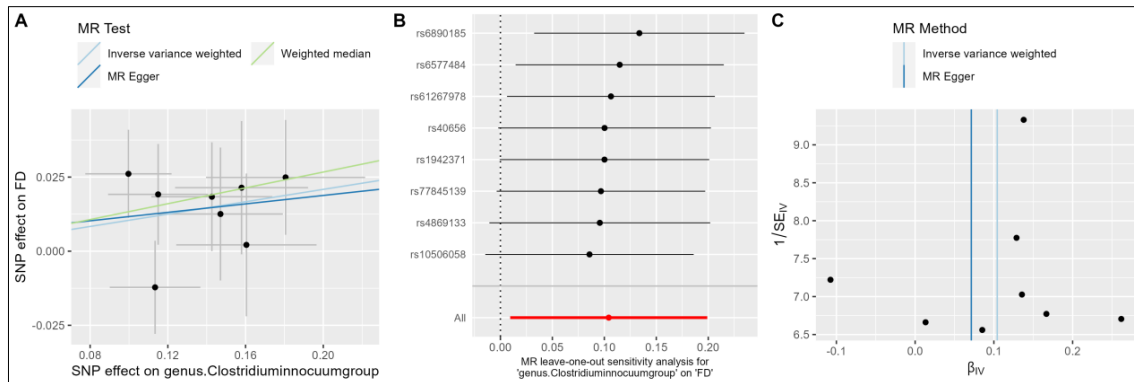 A
MR Test
Inverse variance weighted
Weighted median
MR Egger
SNP effect on FD
0.025
0.000
-0.025
0.08
0.12
0.16
0.20
SNP effect on genus.Clostridiuminnocuumgroup
B
rs6890185
rs6577484
rs61267978
rs40656
rs1942371
rs77845139
rs4869133
rs10506058
All
0.00
0.05
0.10
0.15
0.20
MR leave-one-out sensitivity analysis for
'genus.Clostridiuminnocuumgroup' on 'FD'
C
MR Method
Inverse variance weighted
MR Egger
1/SE_IV
9.0
8.5
8.0
7.5
7.0
6.5
-0.1
0.0
0.1
0.2
β_IV